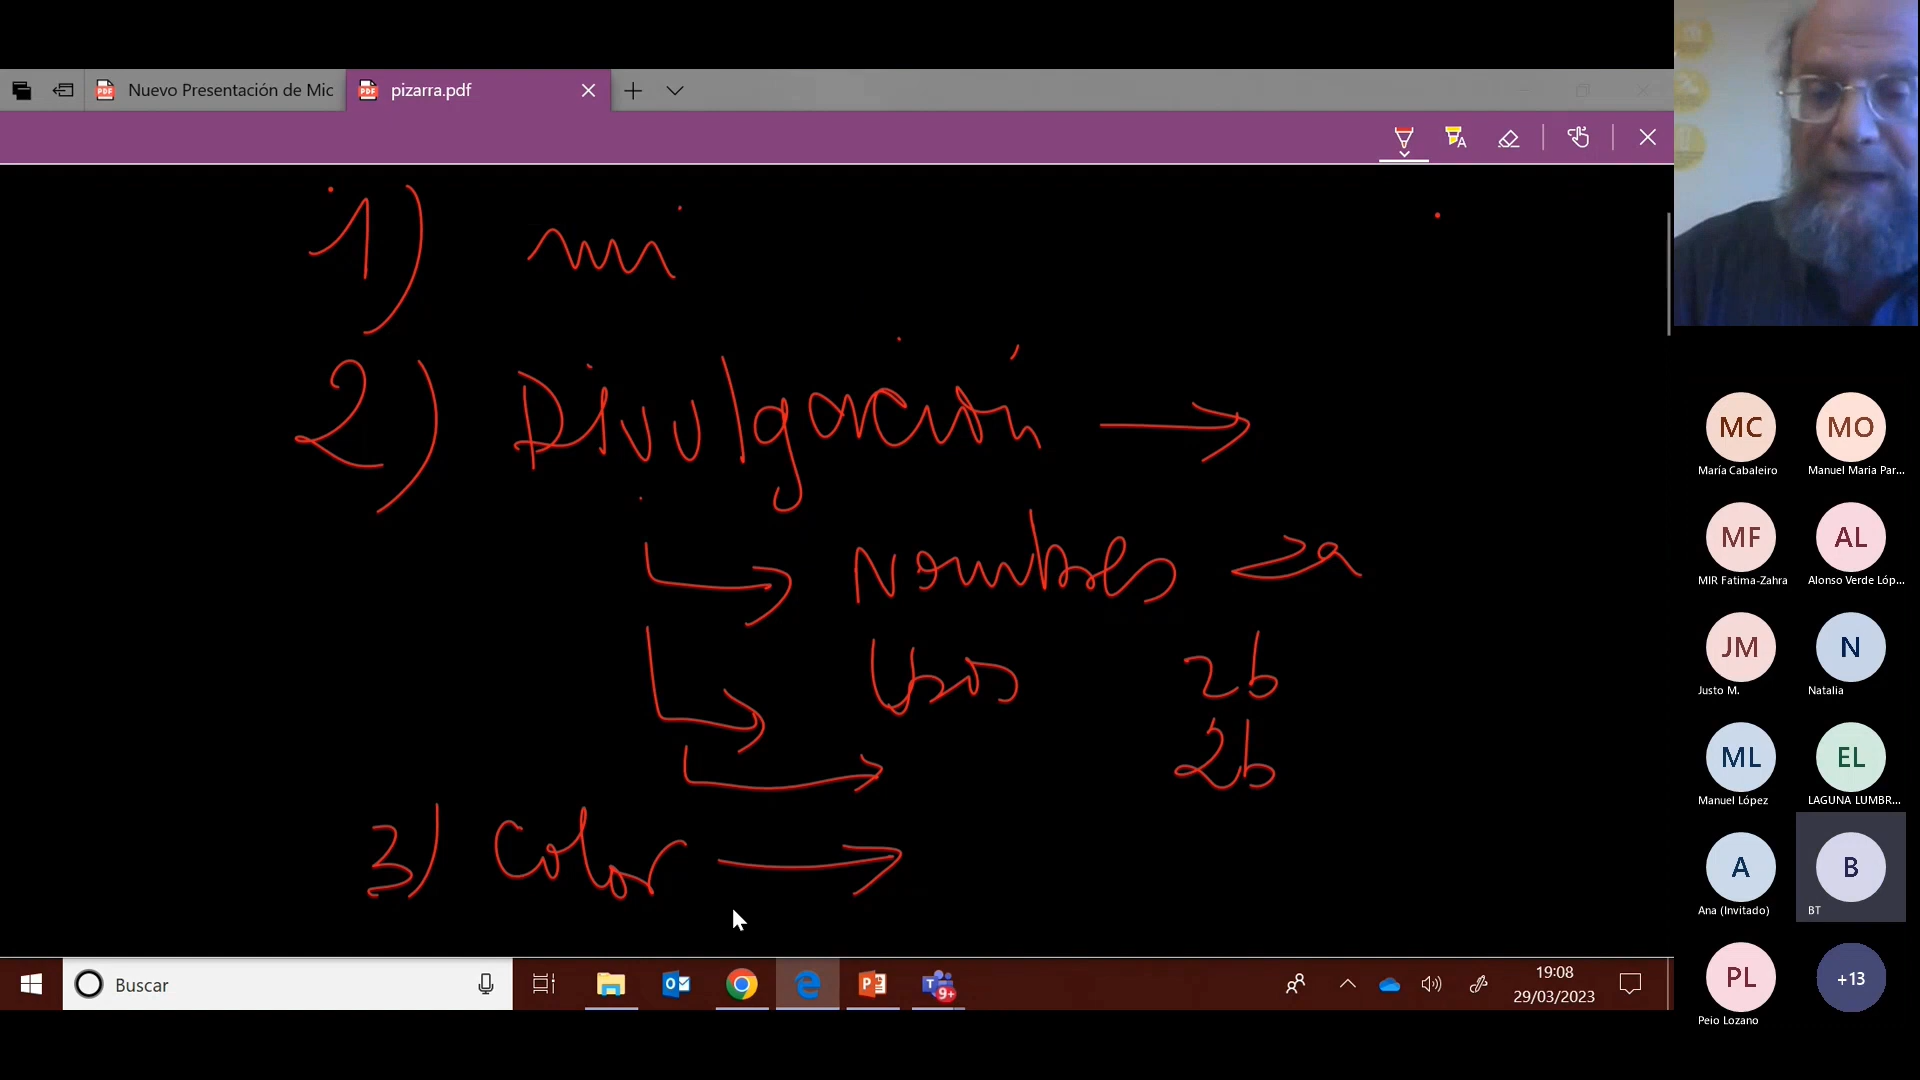 Nuevo Presentación de Mic
pizarra.pdf
1) mi
2) Divulgación →
→ Nombres → a
→ Usos 2b
→ 2b
3) Color →
MC
María Cabaleiro
MO
Manuel Maria Par...
MF
MIR Fatima-Zahra
AL
Alonso Verde Lóp...
JM
Justo M.
N
Natalia
ML
Manuel López
EL
LAGUNA LUMBR...
A
Ana (Invitado)
B
BT
PL
Peio Lozano
+13
Buscar
9+
19:08
29/03/2023